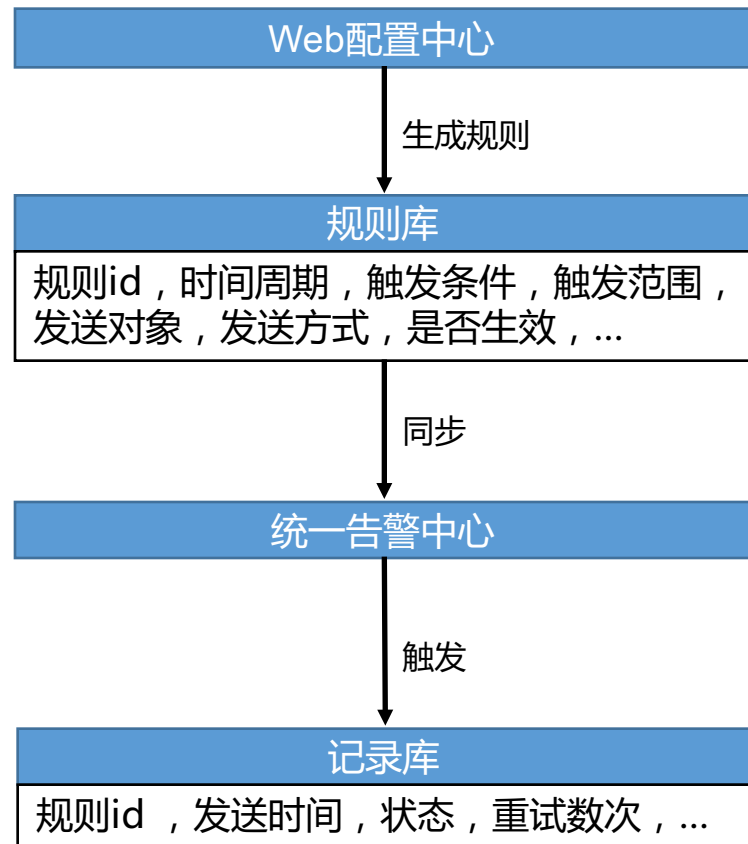 Web配置中心
生成规则
规则库
规则id，时间周期，触发条件，触发范围，
发送对象，发送方式，是否生效，...
同步
统一告警中心
触发
记录库
规则id ，发送时间，状态，重试数次，...